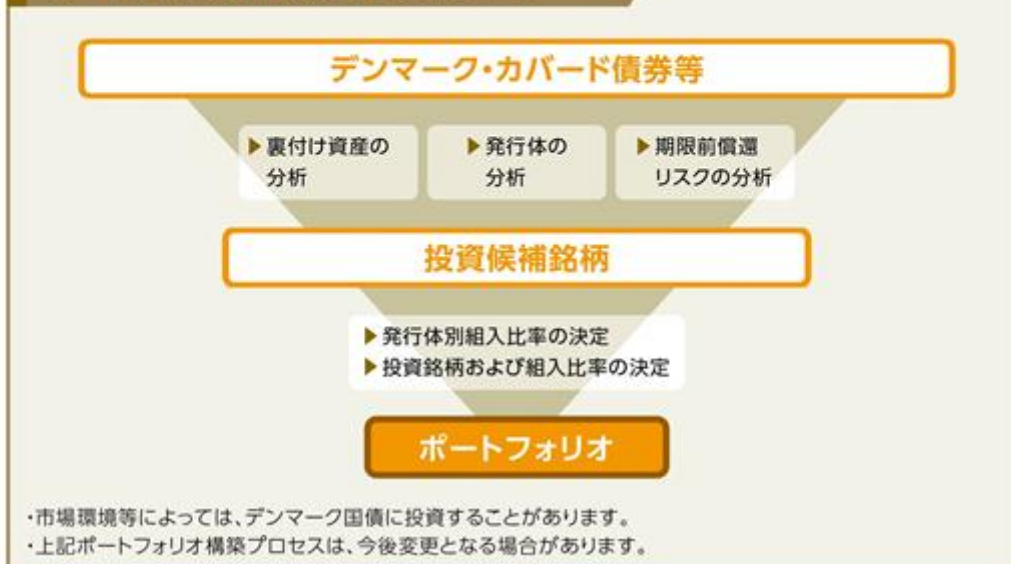 デンマーク・カバード債券等
▶裏付け資産の
分析
▶発行体の
分析
▶期限前償還
リスクの分析
投資候補銘柄
▶発行体別組入比率の決定
▶投資銘柄および組入比率の決定
ポートフォリオ
・市場環境等によっては、デンマーク国債に投資することがあります。
・上記ポートフォリオ構築プロセスは、今後変更となる場合があります。